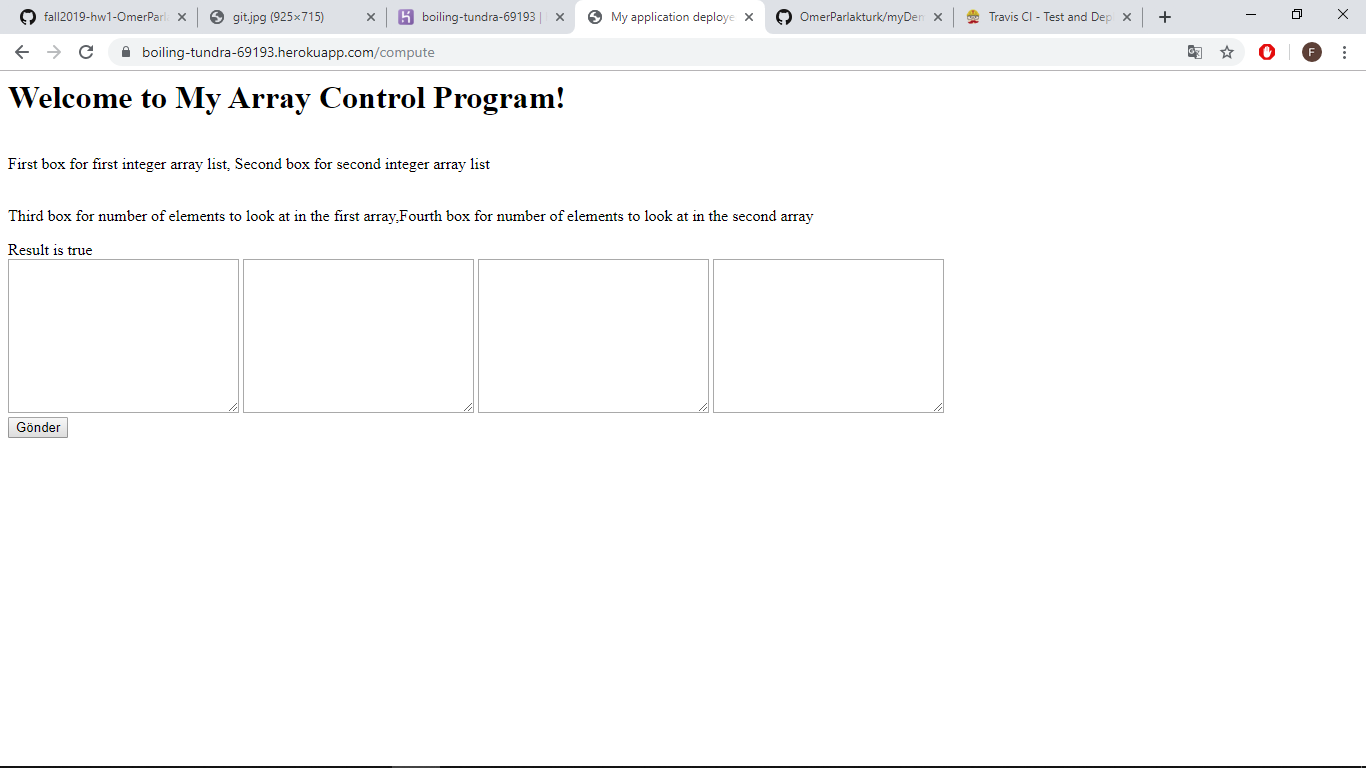 fall2019-hw1-OmerParl
git.jpg (925×715)
boiling-tundra-69193 |
My application deploye
OmerParlakturk/myDem
Travis CI - Test and Dep
boiling-tundra-69193.herokuapp.com/compute
F
Welcome to My Array Control Program!
First box for first integer array list, Second box for second integer array list
Third box for number of elements to look at in the first array,Fourth box for number of elements to look at in the second array
Result is true
Gönder